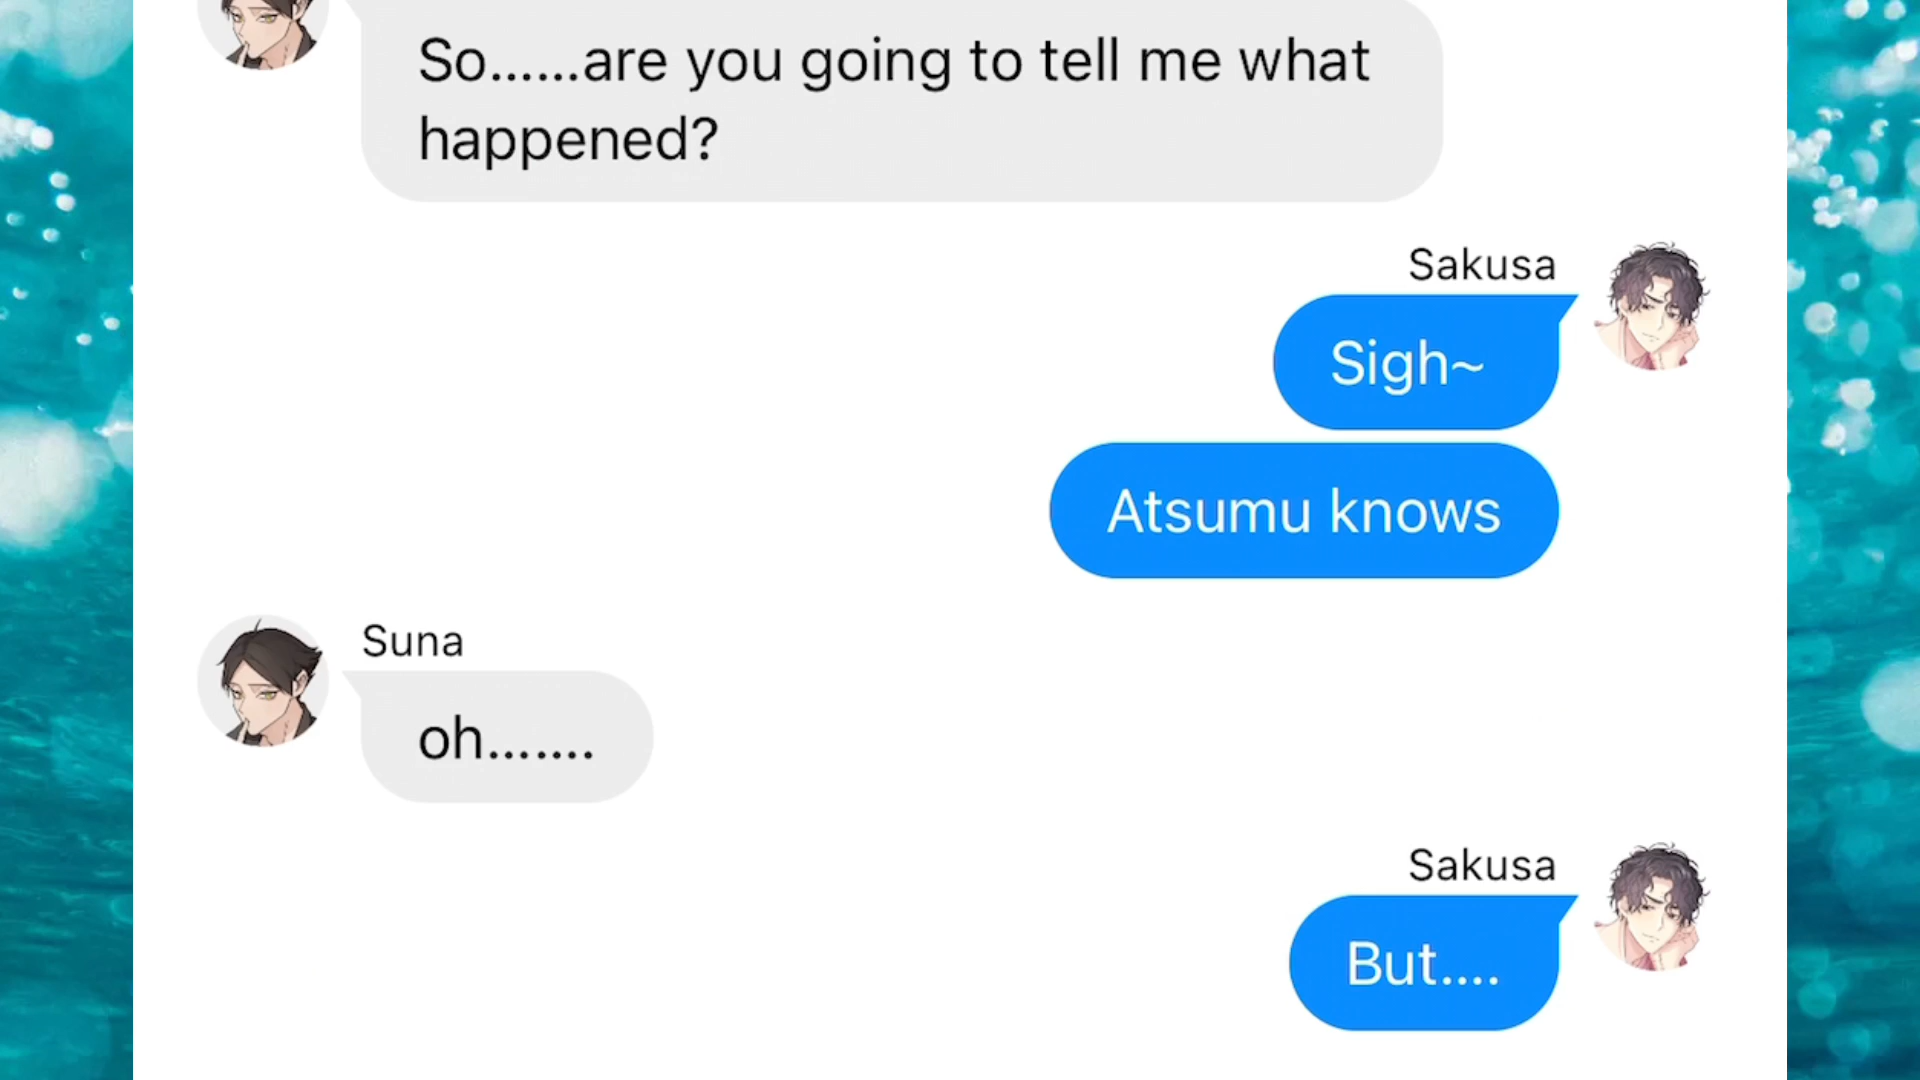 So......are you going to tell me what
happened?
Sakusa
Sigh~
Atsumu knows
Suna
oh.......
Sakusa
But....